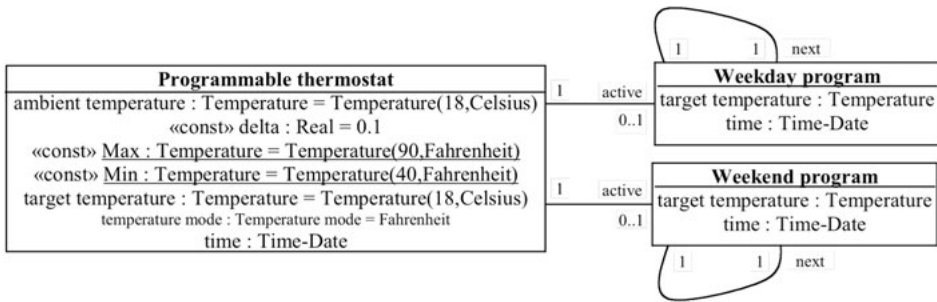 Programmable thermostat
ambient temperature : Temperature = Temperature(18,Celsius)
«const» delta : Real = 0.1
«const» Max : Temperature = Temperature(90,Fahrenheit)
«const» Min : Temperature = Temperature(40,Fahrenheit)
target temperature : Temperature = Temperature(18,Celsius)
temperature mode : Temperature mode = Fahrenheit
time : Time-Date
1 active
0..1
1 1 next
Weekday program
target temperature : Temperature
time : Time-Date
1 active
0..1
Weekend program
target temperature : Temperature
time : Time-Date
1 1 next